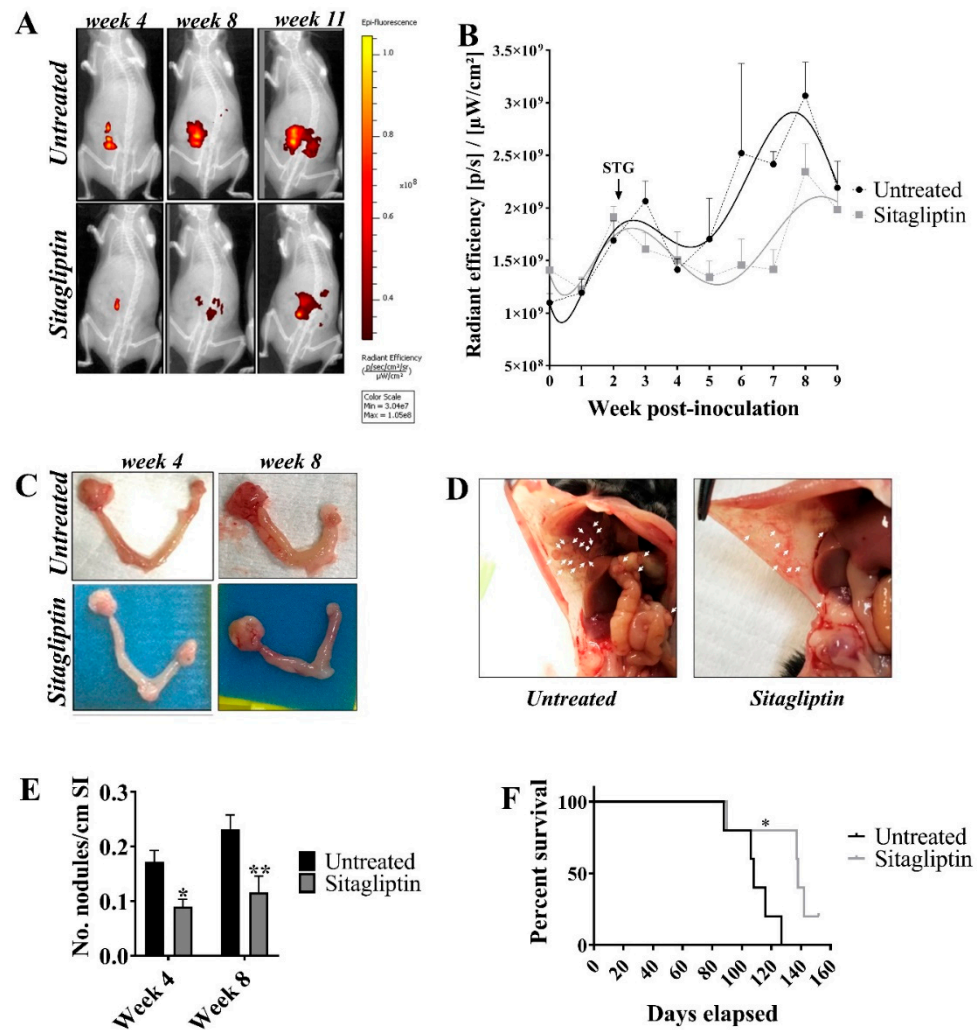 A
week 4
week 8
week 11
Untreated
Sitagliptin
Epi-fluorescence
1.0
0.8
×10⁸
0.6
0.4
Radiant Efficiency
(p/sec/cm²/sr / µW/cm²)
Color Scale
Min = 3.04e7
Max = 1.05e8
B
Radiant efficiency [p/s] / [µW/cm²]
3.5×10⁹
3×10⁹
2.5×10⁹
2×10⁹
1.5×10⁹
1×10⁹
5×10⁸
STG
Untreated
Sitagliptin
0 1 2 3 4 5 6 7 8 9
Week post-inoculation
C
week 4
week 8
Untreated
Sitagliptin
D
Untreated
Sitagliptin
E
No. nodules/cm SI
0.3
0.2
0.1
0.0
*
**
Untreated
Sitagliptin
Week 4
Week 8
F
Percent survival
100
50
0
*
Untreated
Sitagliptin
0 20 40 60 80 100 120 140 160
Days elapsed